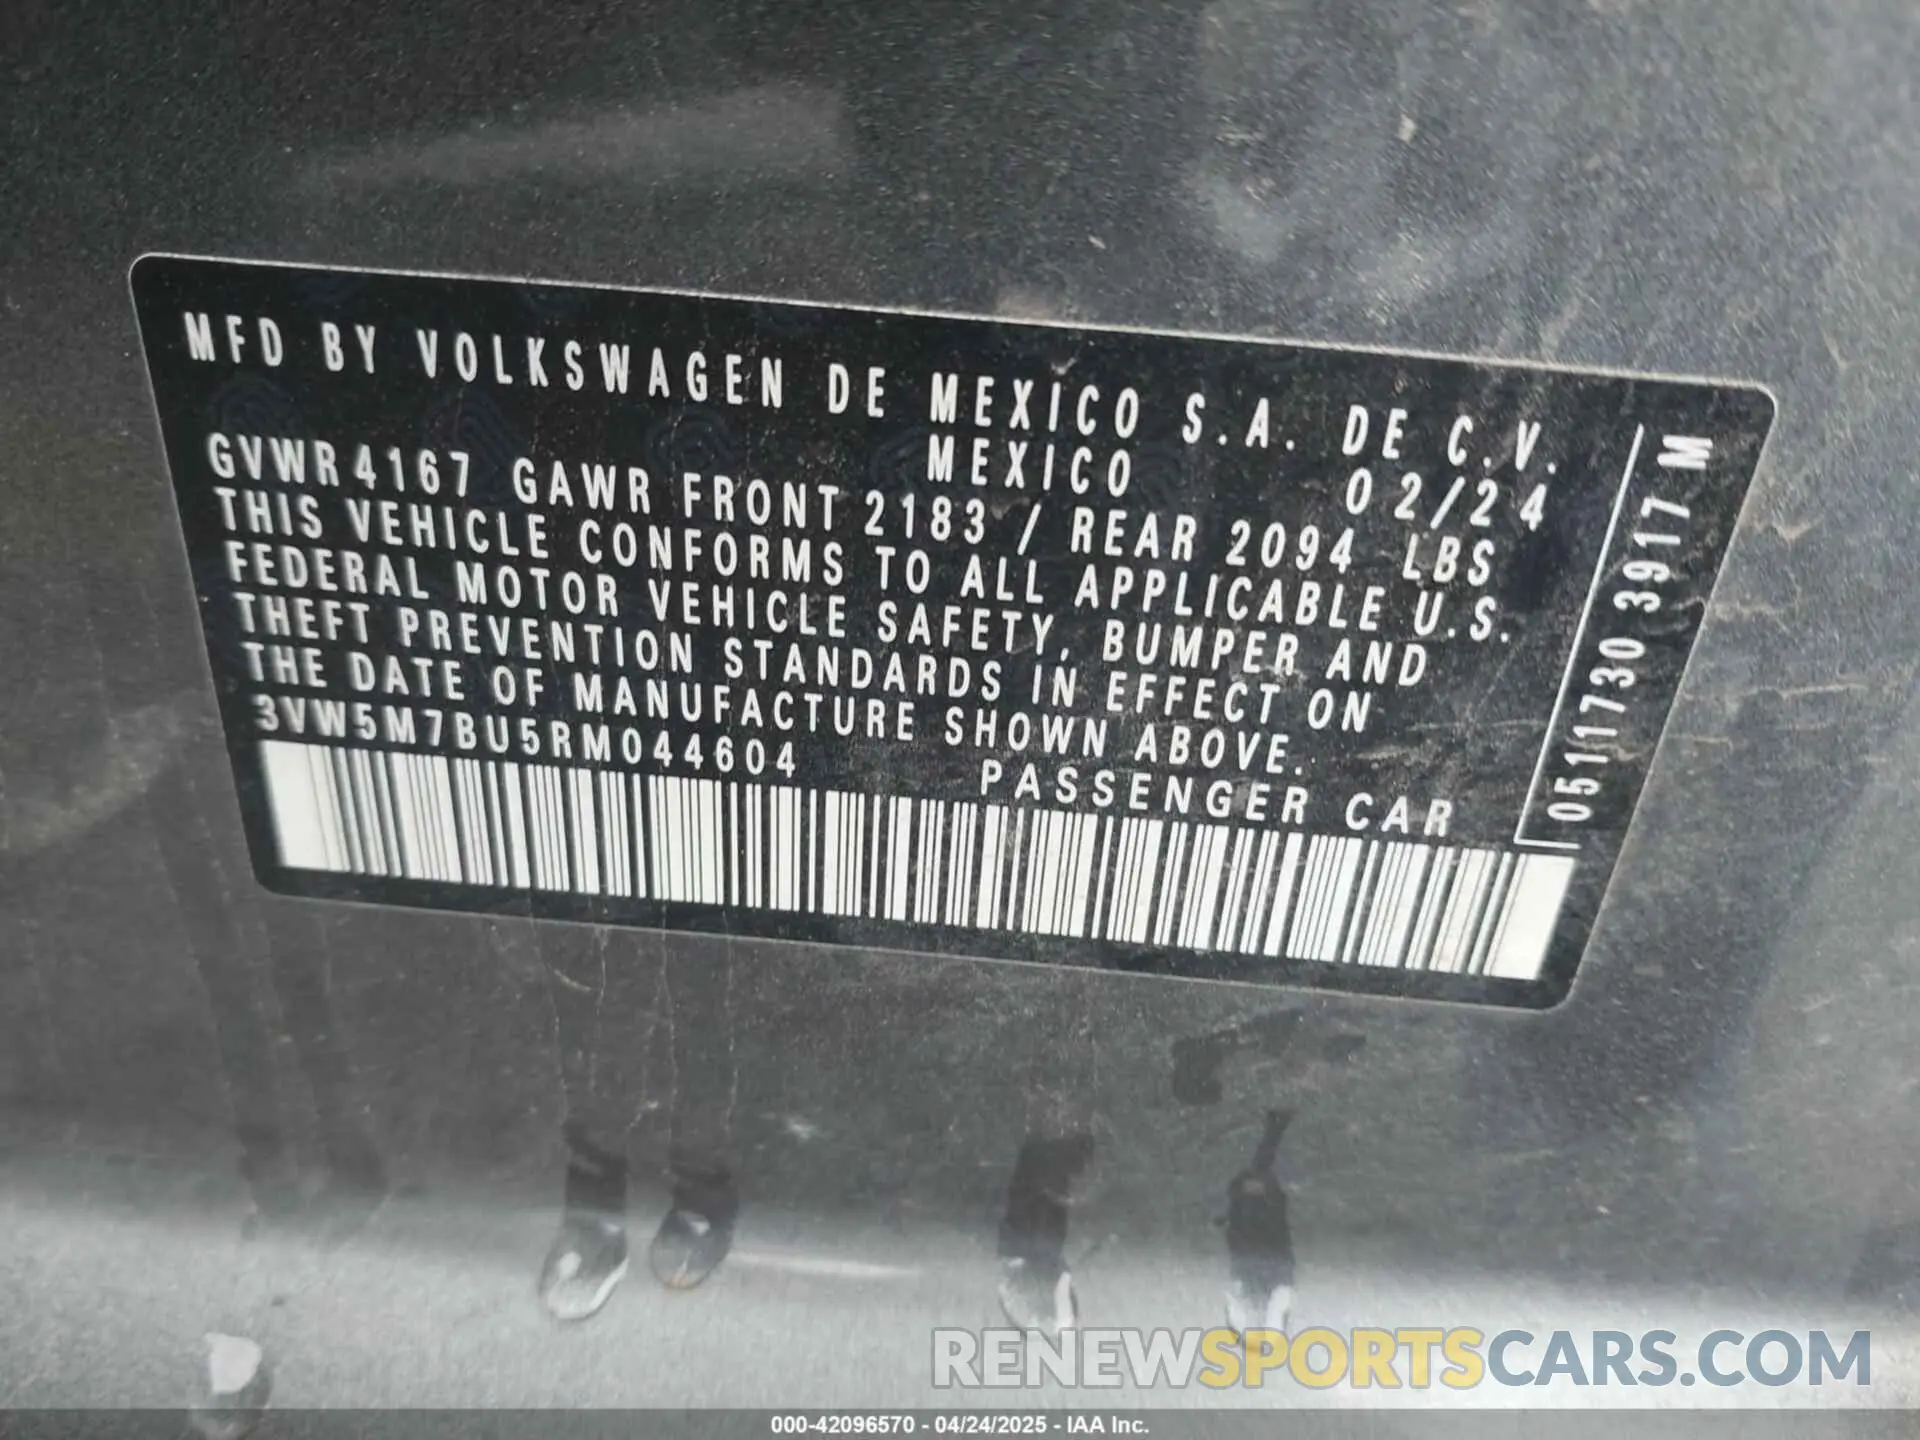 MFD BY VOLKSWAGEN DE MEXICO S.A. DE C.V.
MEXICO 02/24
GVWR 4167 GAWR FRONT 2183 / REAR 2094 LBS
THIS VEHICLE CONFORMS TO ALL APPLICABLE U.S.
FEDERAL MOTOR VEHICLE SAFETY, BUMPER AND
THEFT PREVENTION STANDARDS IN EFFECT ON
THE DATE OF MANUFACTURE SHOWN ABOVE.
3VW5M7BU5RM044604 PASSENGER CAR
051 1730 3917 M
RENEWSPORTSCARS.COM
000-42096570 - 04/24/2025 - IAA Inc.